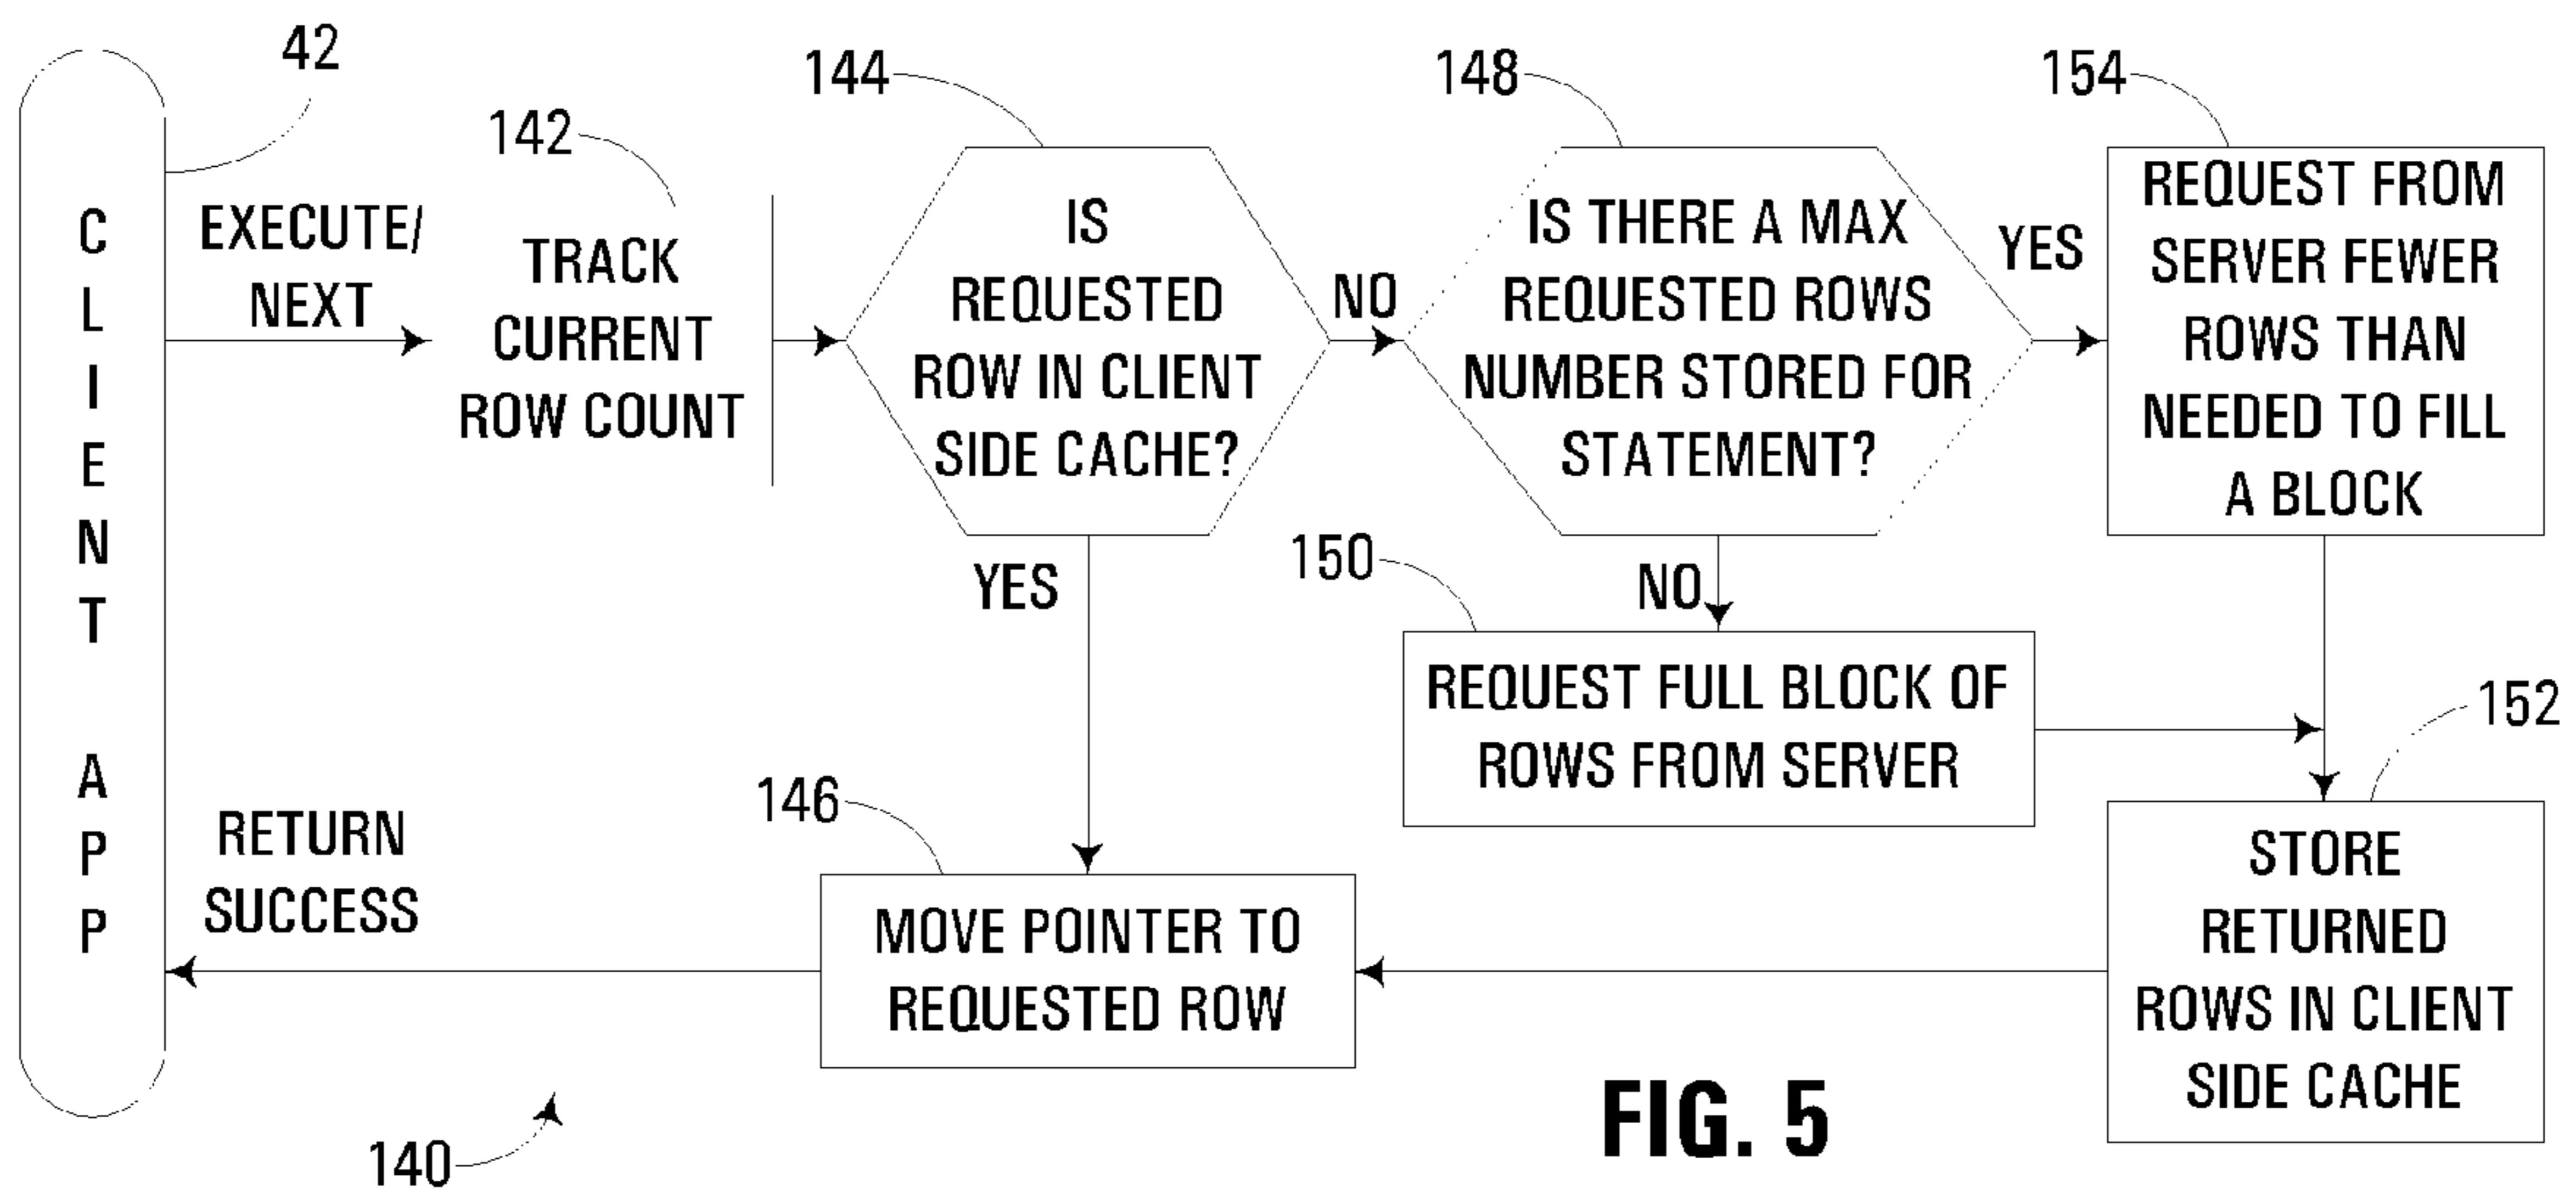 42
CLIENT APP
EXECUTE/
NEXT
142
TRACK
CURRENT
ROW COUNT
144
IS
REQUESTED
ROW IN CLIENT
SIDE CACHE?
NO
YES
148
IS THERE A MAX
REQUESTED ROWS
NUMBER STORED FOR
STATEMENT?
YES
NO
154
REQUEST FROM
SERVER FEWER
ROWS THAN
NEEDED TO FILL
A BLOCK
150
REQUEST FULL BLOCK OF
ROWS FROM SERVER
152
STORE
RETURNED
ROWS IN CLIENT
SIDE CACHE
146
MOVE POINTER TO
REQUESTED ROW
RETURN
SUCCESS
140
FIG. 5